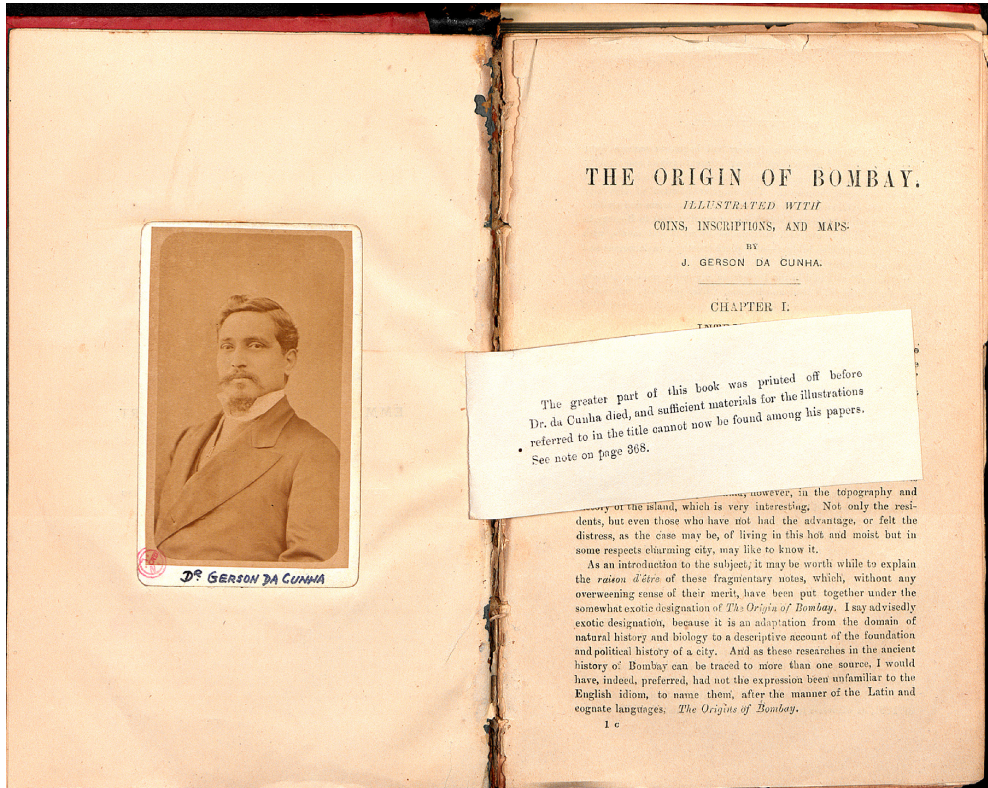 Dr GERSON DA CUNHA
THE ORIGIN OF BOMBAY.
ILLUSTRATED WITH
COINS, INSCRIPTIONS, AND MAPS.
BY
J. GERSON DA CUNHA.
CHAPTER I.
The greater part of this book was printed off before
Dr. da Cunha died, and sufficient materials for the illustrations
referred to in the title cannot now be found among his papers.
See note on page 368.
however, in the topography and
of the island, which is very interesting. Not only the resi-
dents, but even those who have not had the advantage, or felt the
distress, as the case may be, of living in this hot and moist but in
some respects charming city, may like to know it.
As an introduction to the subject, it may be worth while to explain
the raison d'être of these fragmentary notes, which, without any
overweening sense of their merit, have been put together under the
somewhat exotic designation of The Origin of Bombay. I say advisedly
exotic designation, because it is an adaptation from the domain of
natural history and biology to a descriptive account of the foundation
and political history of a city. And as these researches in the ancient
history of Bombay can be traced to more than one source, I would
have, indeed, preferred, had not the expression been unfamiliar to the
English idiom, to name them, after the manner of the Latin and
cognate languages, The Origins of Bombay.
1 c